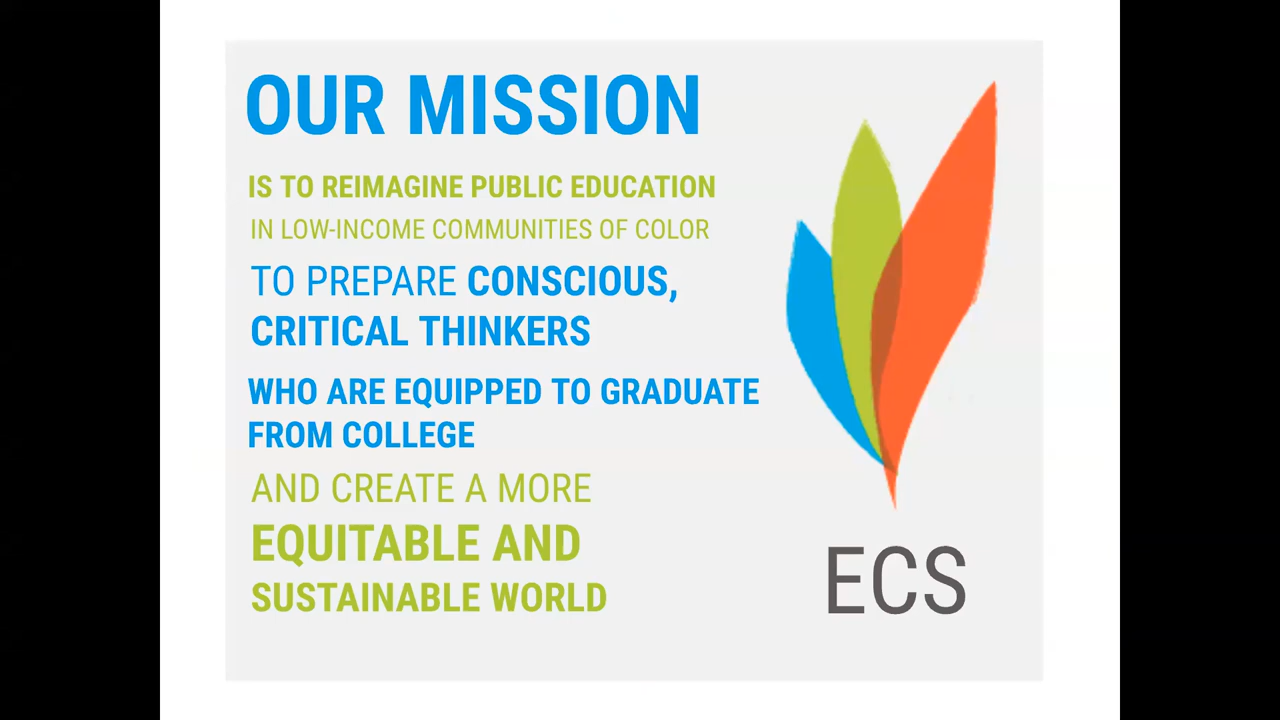 OUR MISSION
IS TO REIMAGINE PUBLIC EDUCATION
IN LOW-INCOME COMMUNITIES OF COLOR
TO PREPARE CONSCIOUS,
CRITICAL THINKERS
WHO ARE EQUIPPED TO GRADUATE
FROM COLLEGE
AND CREATE A MORE
EQUITABLE AND
SUSTAINABLE WORLD
ECS